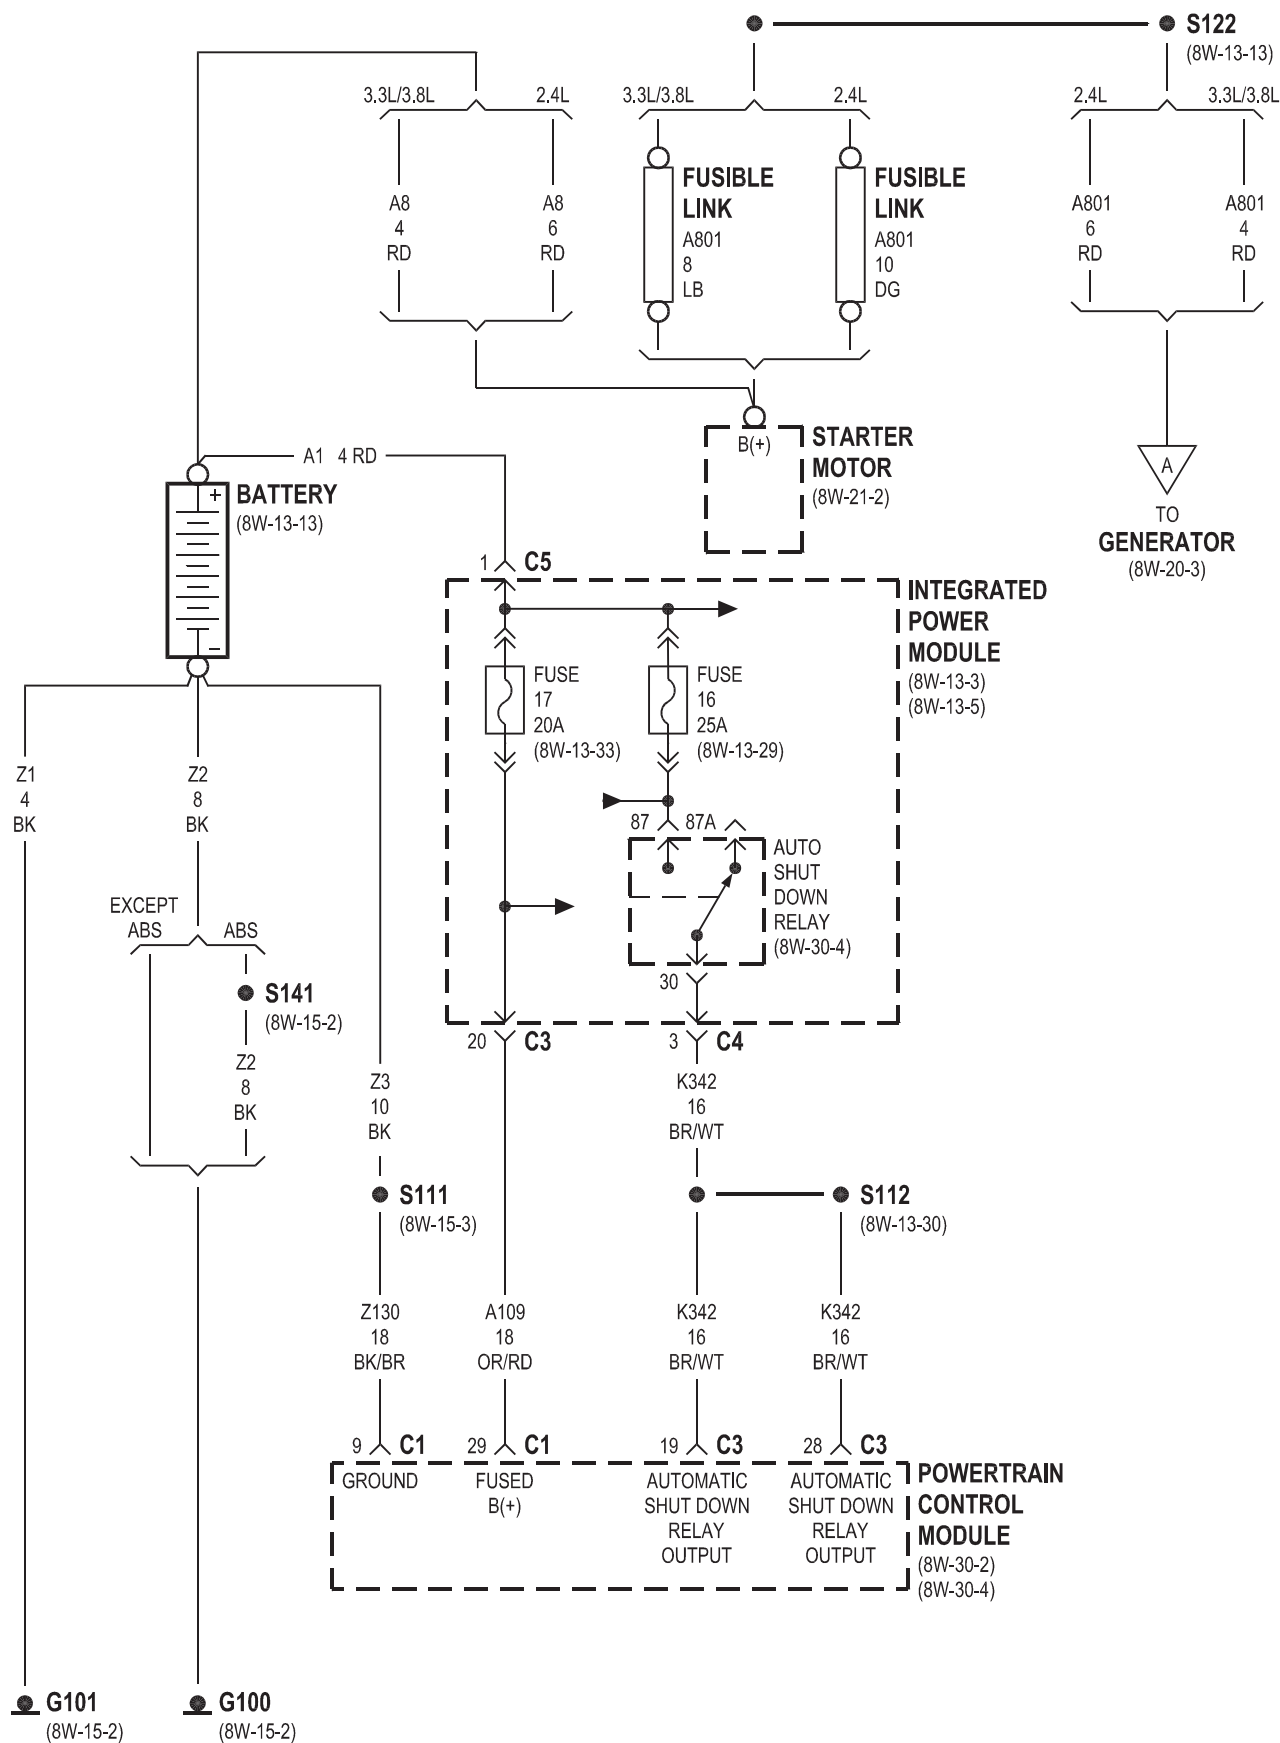 S122
(8W-13-13)
3.3L/3.8L
2.4L
3.3L/3.8L
2.4L
2.4L
3.3L/3.8L
A8
4
RD
A8
6
RD
FUSIBLE
LINK
A801
8
LB
FUSIBLE
LINK
A801
10
DG
A801
6
RD
A801
4
RD
B(+)
STARTER
MOTOR
(8W-21-2)
A
TO
GENERATOR
(8W-20-3)
A1 4 RD
+
BATTERY
(8W-13-13)
−
1 C5
INTEGRATED
POWER
MODULE
(8W-13-3)
(8W-13-5)
FUSE
17
20A
(8W-13-33)
FUSE
16
25A
(8W-13-29)
Z1
4
BK
Z2
8
BK
87
87A
AUTO
SHUT
DOWN
RELAY
(8W-30-4)
30
EXCEPT
ABS
ABS
S141
(8W-15-2)
Z2
8
BK
20 C3
3 C4
Z3
10
BK
K342
16
BR/WT
S111
(8W-15-3)
S112
(8W-13-30)
Z130
18
BK/BR
A109
18
OR/RD
K342
16
BR/WT
K342
16
BR/WT
9 C1
29 C1
19 C3
28 C3
GROUND
FUSED
B(+)
AUTOMATIC
SHUT DOWN
RELAY
OUTPUT
AUTOMATIC
SHUT DOWN
RELAY
OUTPUT
POWERTRAIN
CONTROL
MODULE
(8W-30-2)
(8W-30-4)
G101
(8W-15-2)
G100
(8W-15-2)